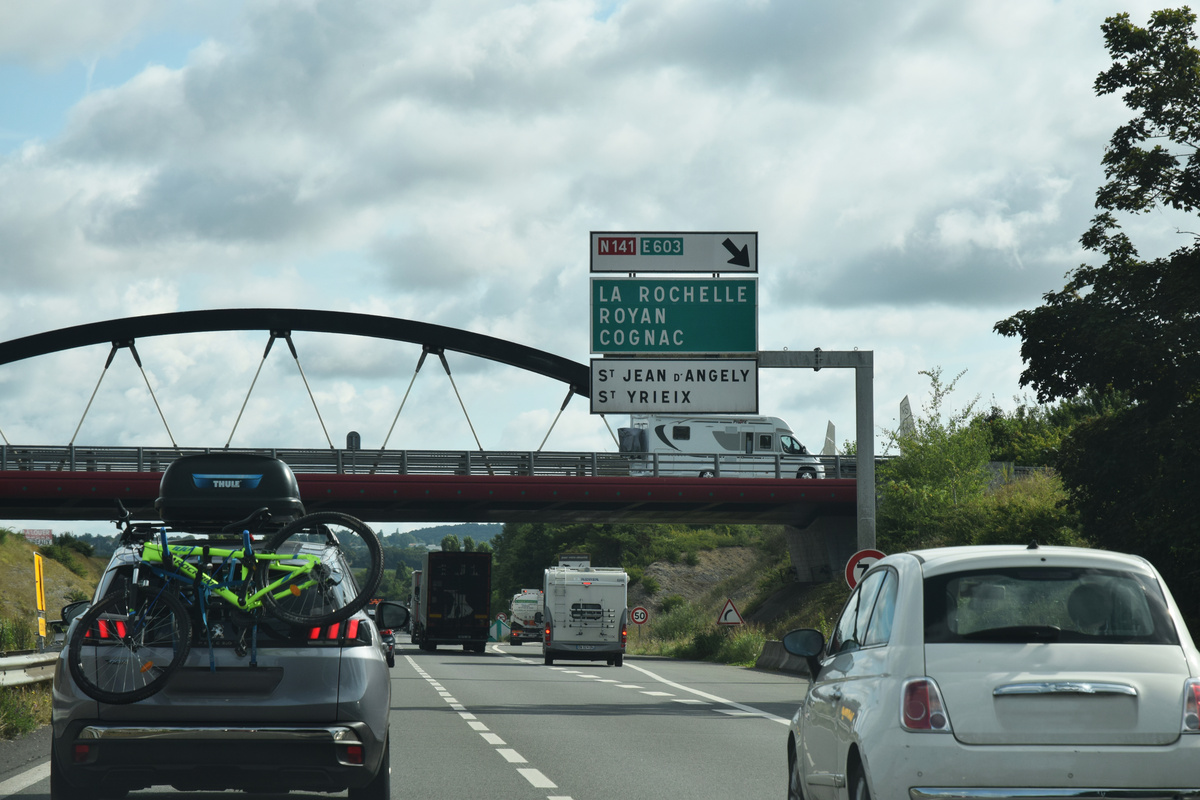 N141 E603
LA ROCHELLE
ROYAN
COGNAC
ST JEAN D'ANGELY
ST YRIEIX
THULE
50